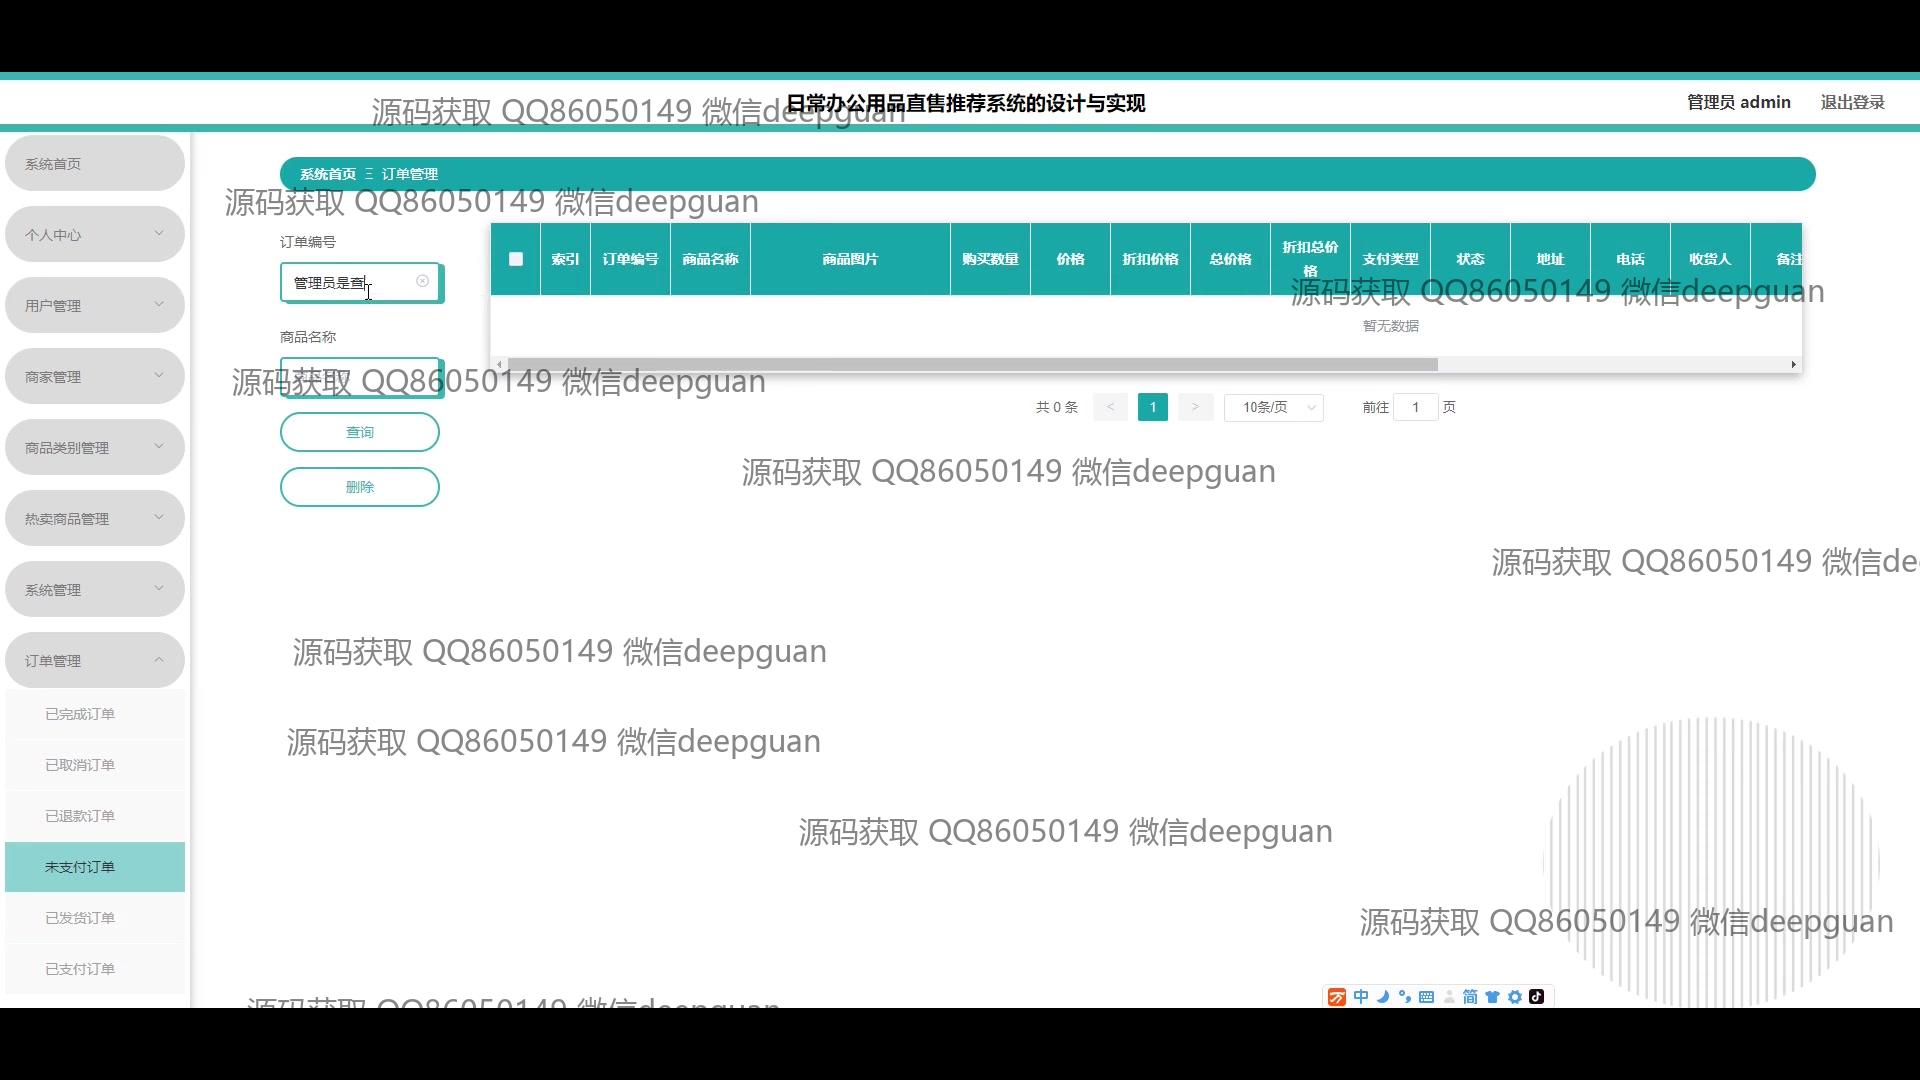 日常办公用品直售推荐系统的设计与实现
管理员 admin
退出登录
源码获取 QQ86050149 微信deepguan
系统首页
个人中心
用户管理
商家管理
商品类别管理
热卖商品管理
系统管理
订单管理
已完成订单
已取消订单
已退款订单
未支付订单
已发货订单
已支付订单
系统首页 Ξ 订单管理
源码获取 QQ86050149 微信deepguan
订单编号
管理员是查
商品名称
源码获取 QQ86050149 微信deepguan
查询
删除
索引 订单编号 商品名称 商品图片 购买数量 价格 折扣价格 总价格 折扣总价格 支付类型 状态 地址 电话 收货人 备注
源码获取 QQ86050149 微信deepguan
暂无数据
共 0 条 < 1 > 10条/页 前往 1 页
源码获取 QQ86050149 微信deepguan
源码获取 QQ86050149 微信de
源码获取 QQ86050149 微信deepguan
源码获取 QQ86050149 微信deepguan
源码获取 QQ86050149 微信deepguan
源码获取 QQ86050149 微信deepguan
源码获取 QQ86050149 微信deepguan
中 简